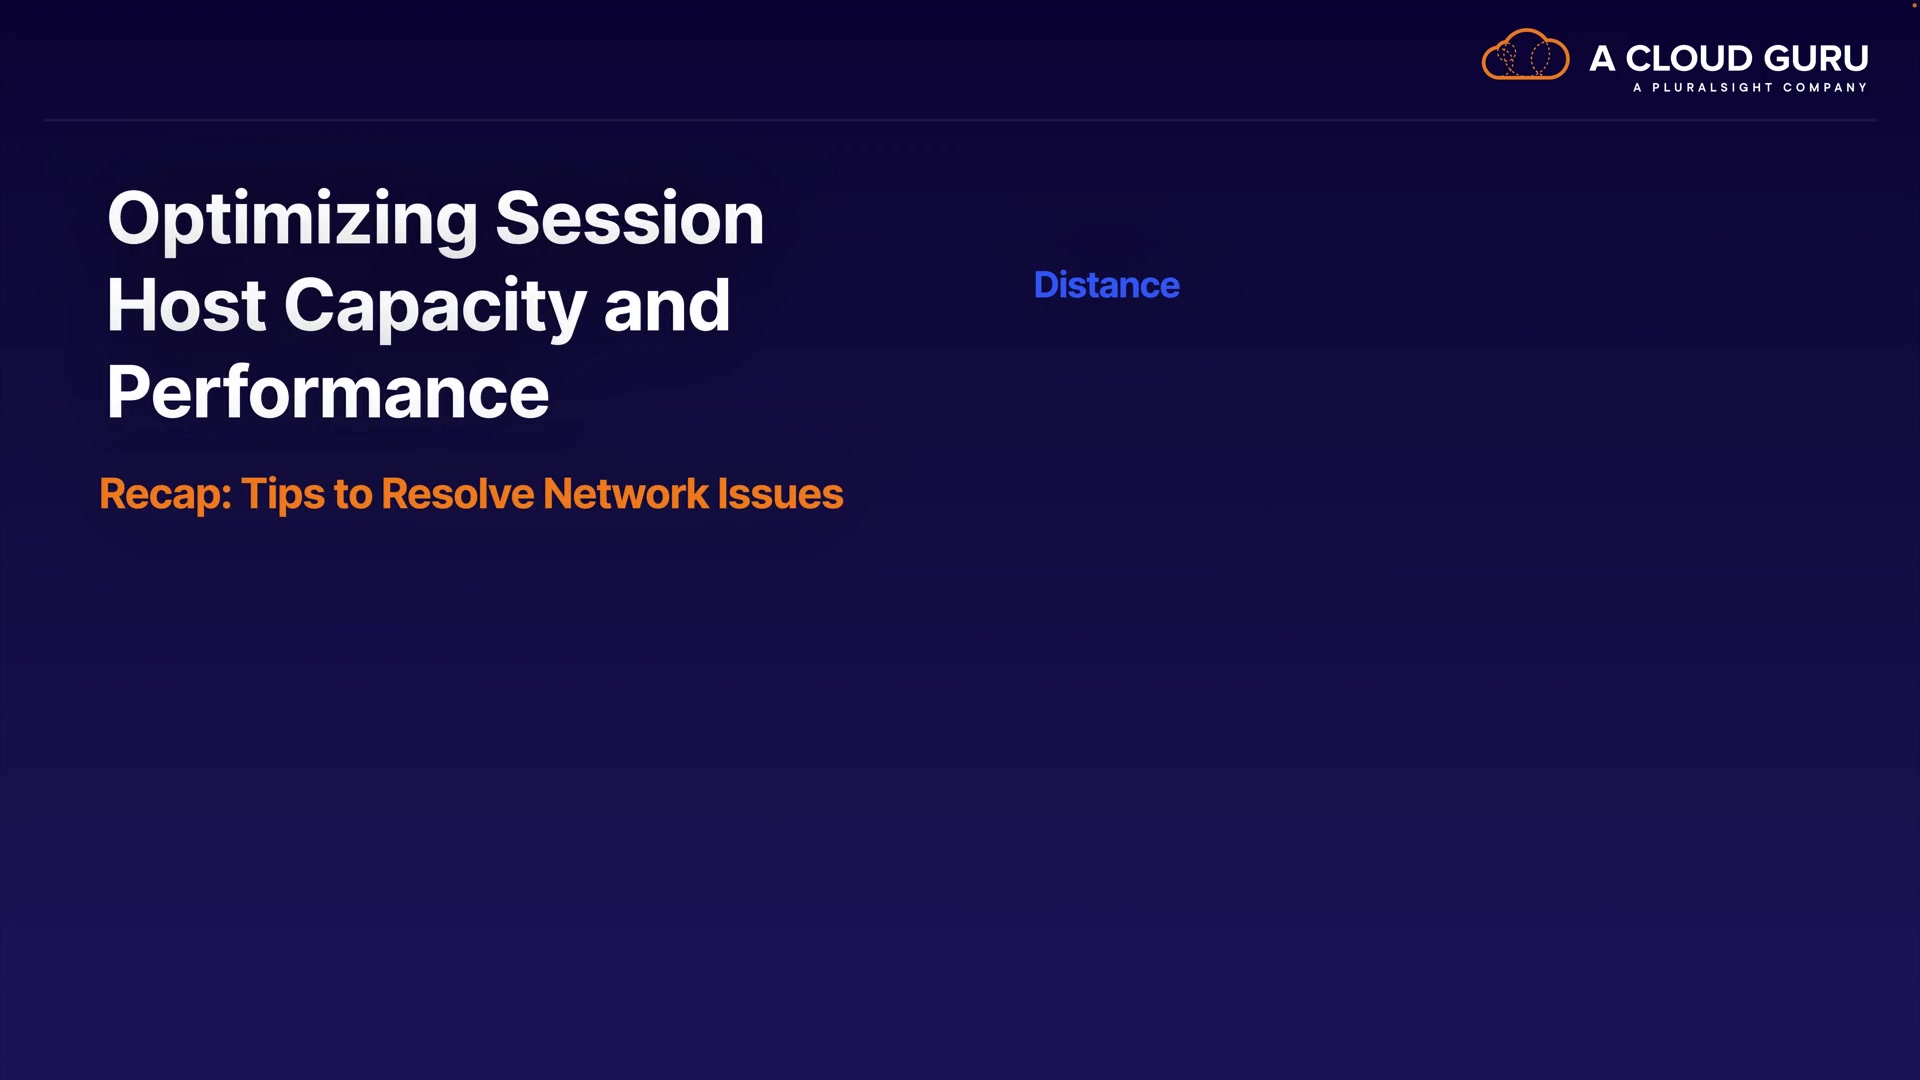 A CLOUD GURU
A PLURALSIGHT COMPANY
Optimizing Session
Host Capacity and
Performance
Recap: Tips to Resolve Network Issues
Distance